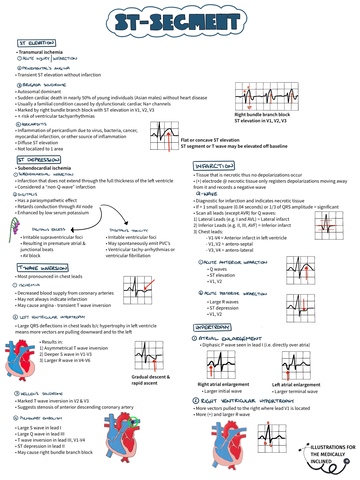 ST-SEGMENT
ST ELEVATION
- Transmural ischemia
① ACUTE INJURY/INFARCTION
② PRINZMETAL'S ANGINA
• Transient ST elevation without infarction
③ BRUGADA SYNDROME
• Autosomal dominant
• Sudden cardiac death in nearly 50% of young individuals (Asian males) without heart disease
• Usually a familial condition caused by dysfunctional cardiac Na+ channels
• Marked by right bundle branch block with ST elevation in V1, V2, V3
• ↑ risk of ventricular tachyarrhythmias
④ PERICARDITIS
• Inflammation of pericardium due to virus, bacteria, cancer,
myocardial infarction, or other source of inflammation
• Diffuse ST elevation
• Not localized to 1 area
Right bundle branch block
ST elevation in V1, V2, V3
Flat or concave ST elevation
ST segment or T wave may be elevated off baseline
ST DEPRESSION
- Subendocardial ischemia
① SUBENDOCARDIAL INFARCTION
• Infarction that does not extend through the full thickness of the left ventricle
• Considered a "non Q-wave" infarction
② DIGITALIS
• Has a parasympathetic effect
• Retards conduction through AV node
• Enhanced by low serum potassium
DIGITALIS EXCESS
• Irritable supraventricular foci
• Resulting in premature atrial & junctional beats
• AV block
DIGITALIS TOXICITY
• Irritable ventricular foci
• May spontaneously emit PVC's
• Ventricular tachy-arrhythmias or
ventricular fibrillation
T WAVE INVERSION
• Most pronounced in chest leads
① ISCHEMIA
• Decreased blood supply from coronary arteries
• May not always indicate infarction
• May cause angina - transient T wave inversion
② LEFT VENTRICULAR HYPERTROPHY
• Large QRS deflections in chest leads b/c hypertrophy in left ventricle
means more vectors are pulling downward and to the left
• Results in:
1) Asymmetrical T wave inversion
2) Deeper S wave in V1-V3
3) Larger R wave in V4-V6
Gradual descent &
rapid ascent
③ WELLENS SYNDROME
• Marked T wave inversion in V2 & V3
• Suggests stenosis of anterior descending coronary artery
④ PULMONARY EMBOLISM
• Large S wave in lead I
• Large Q wave in lead III
• T wave inversion in lead III, V1-V4
• ST depression in lead II
• May cause right bundle branch block
INFARCTION
• Tissue that is necrotic thus no depolarizations occur
• (+) electrode @ necrotic tissue only registers depolarizations moving away
from it and records a negative wave
Q-WAVE
• Diagnostic for infarction and indicates necrotic tissue
• If > 1 small square (0.04 seconds) or 1/3 of QRS amplitude = significant
• Scan all leads (except AVR) for Q waves:
1) Lateral Leads (e.g. I and AVL) = Lateral infarct
2) Inferior Leads (e.g. II, III, AVF) = Inferior infarct
3) Chest leads:
- V1-V4 = Anterior infarct in left ventricle
- V1, V2 = antero-septal
- V3, V4 = antero-lateral
① ACUTE ANTERIOR INFARCTION
• Q waves
• ST elevation
• V1, V2
② ACUTE POSTERIOR INFARCTION
• Large R waves
• ST depression
• V1, V2
HYPERTROPHY
① ATRIAL ENLARGEMENT
• Diphasic P wave seen in lead I (i.e. directly over atria)
Right atrial enlargement
• Larger initial wave
Left atrial enlargement
• Larger terminal wave
② RIGHT VENTRICULAR HYPERTROPHY
• More vectors pulled to the right where lead V1 is located
• More (+) and larger R wave
ILLUSTRATIONS FOR
THE MEDICALLY
INCLINED